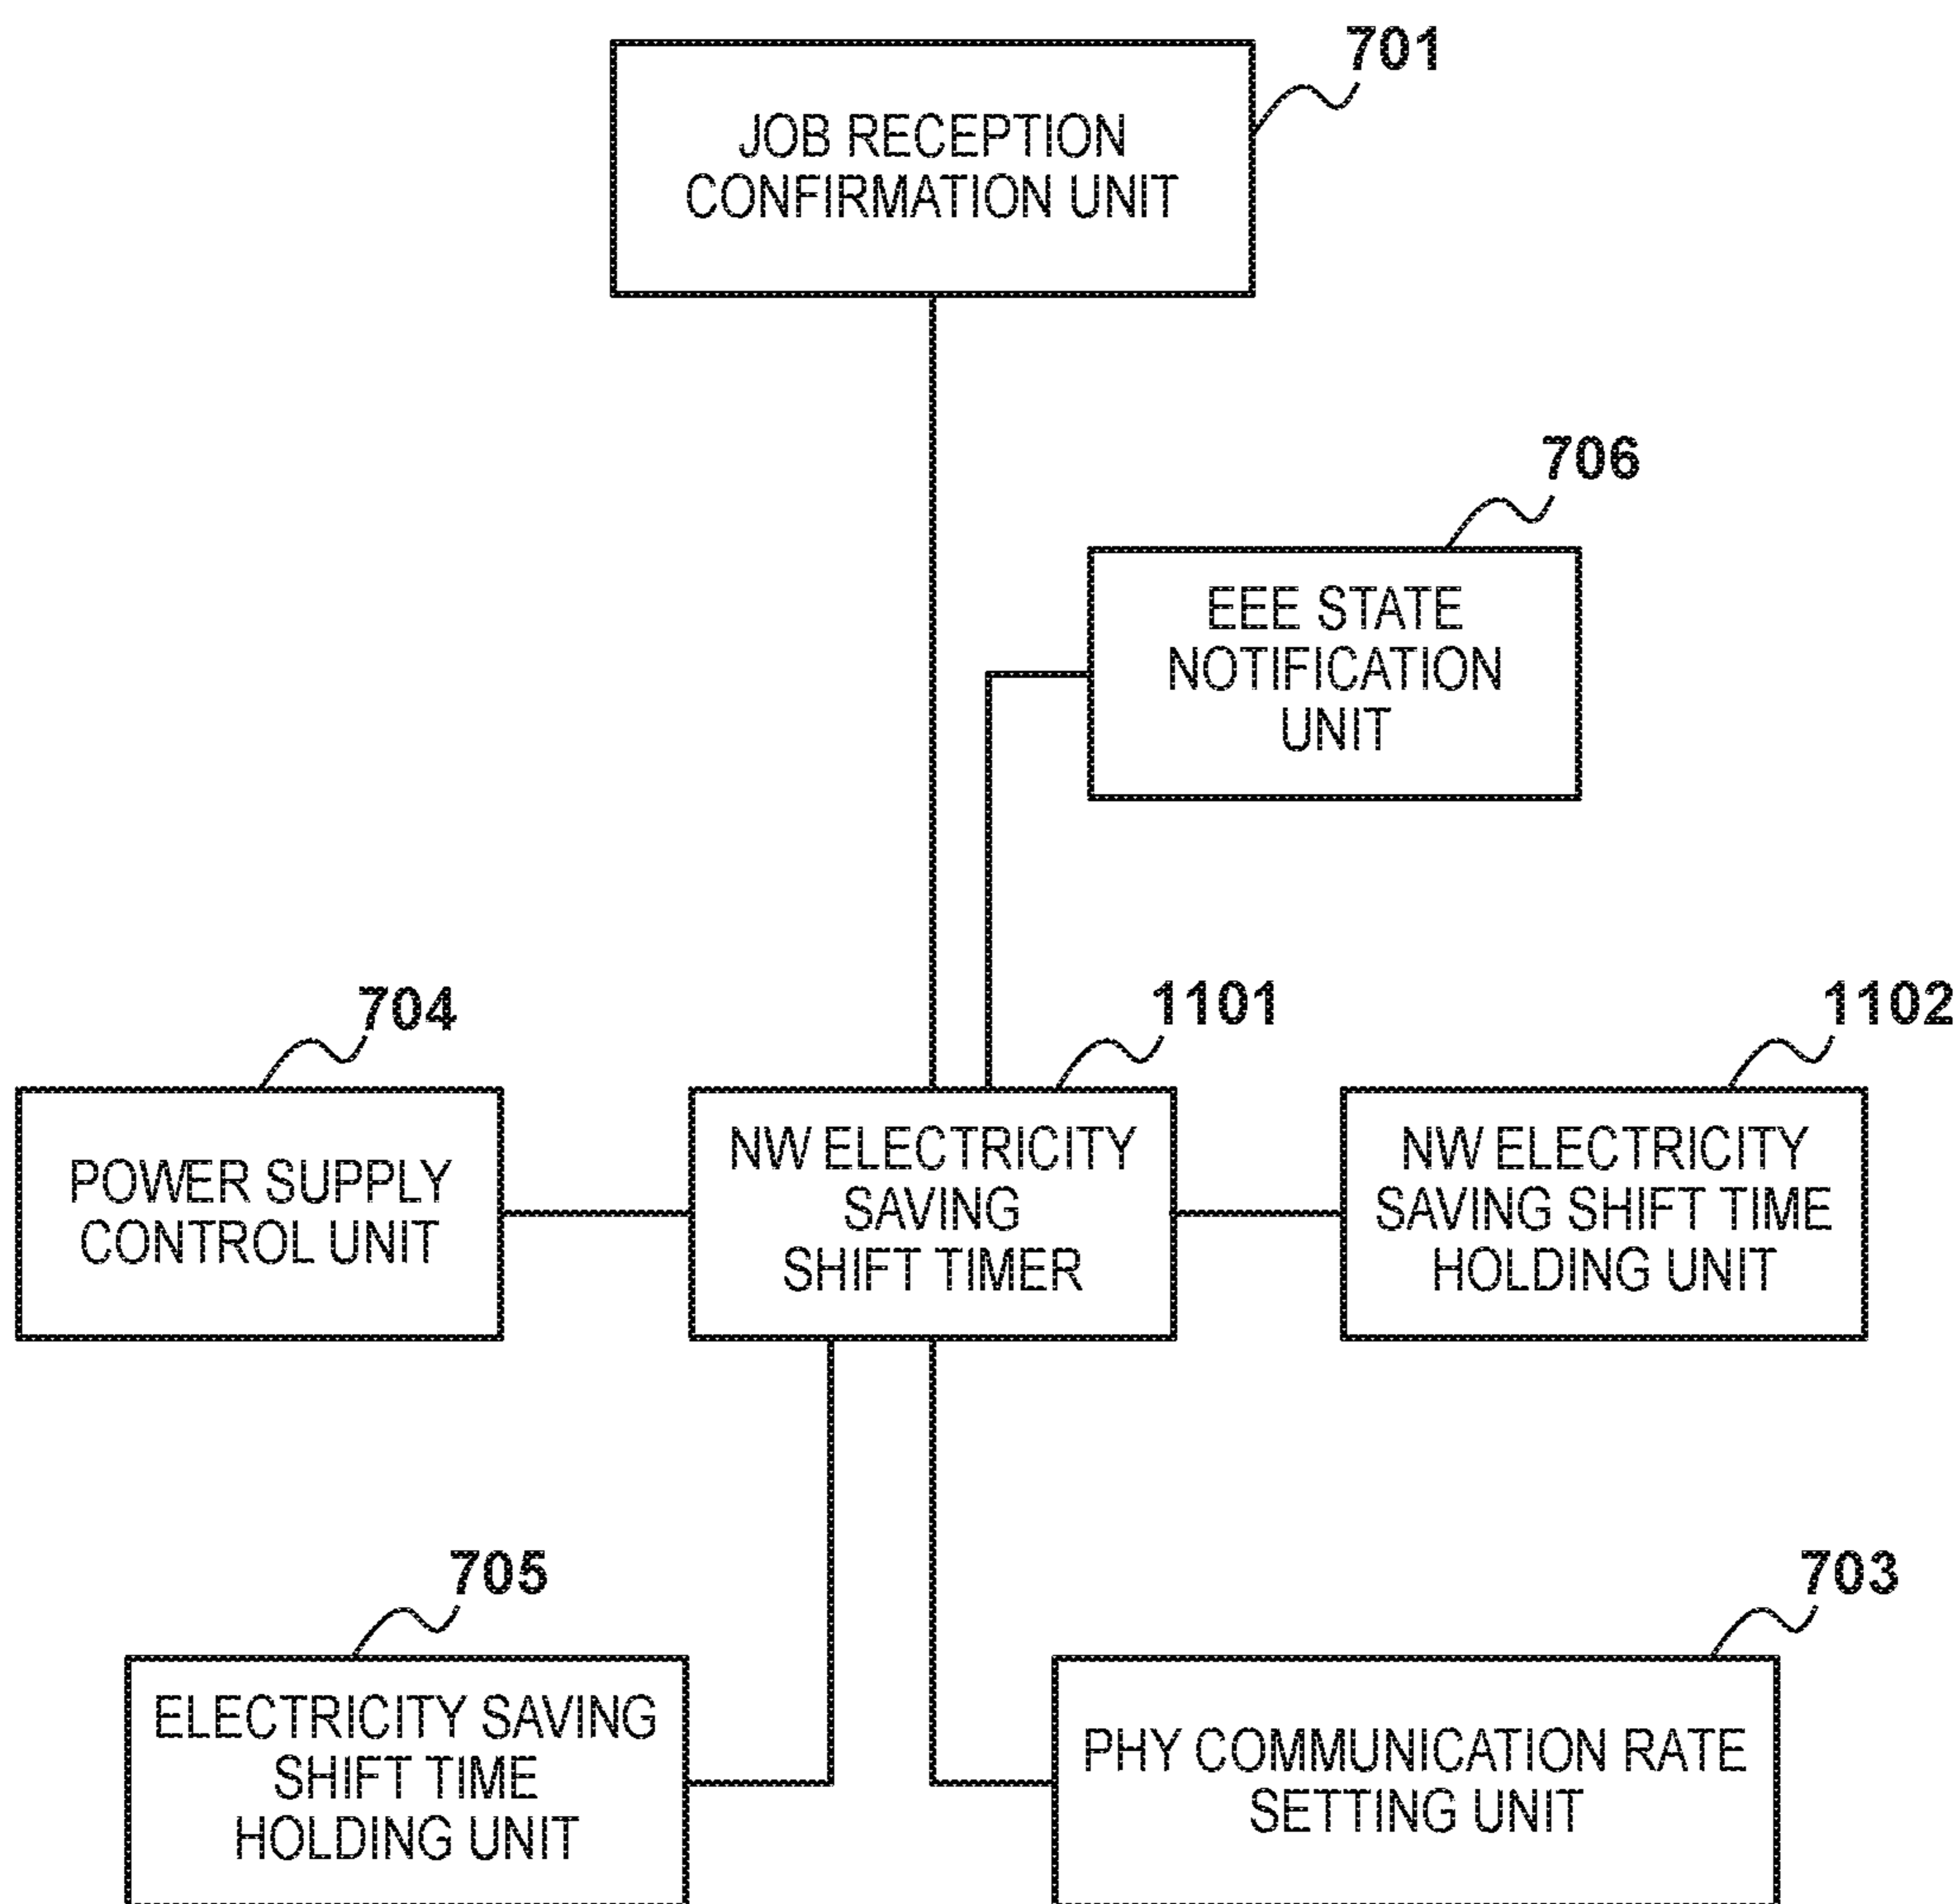 701
JOB RECEPTION
CONFIRMATION UNIT
706
EEE STATE
NOTIFICATION
UNIT
704
POWER SUPPLY
CONTROL UNIT
1101
NW ELECTRICITY
SAVING
SHIFT TIMER
1102
NW ELECTRICITY
SAVING SHIFT TIME
HOLDING UNIT
705
ELECTRICITY SAVING
SHIFT TIME
HOLDING UNIT
703
PHY COMMUNICATION RATE
SETTING UNIT